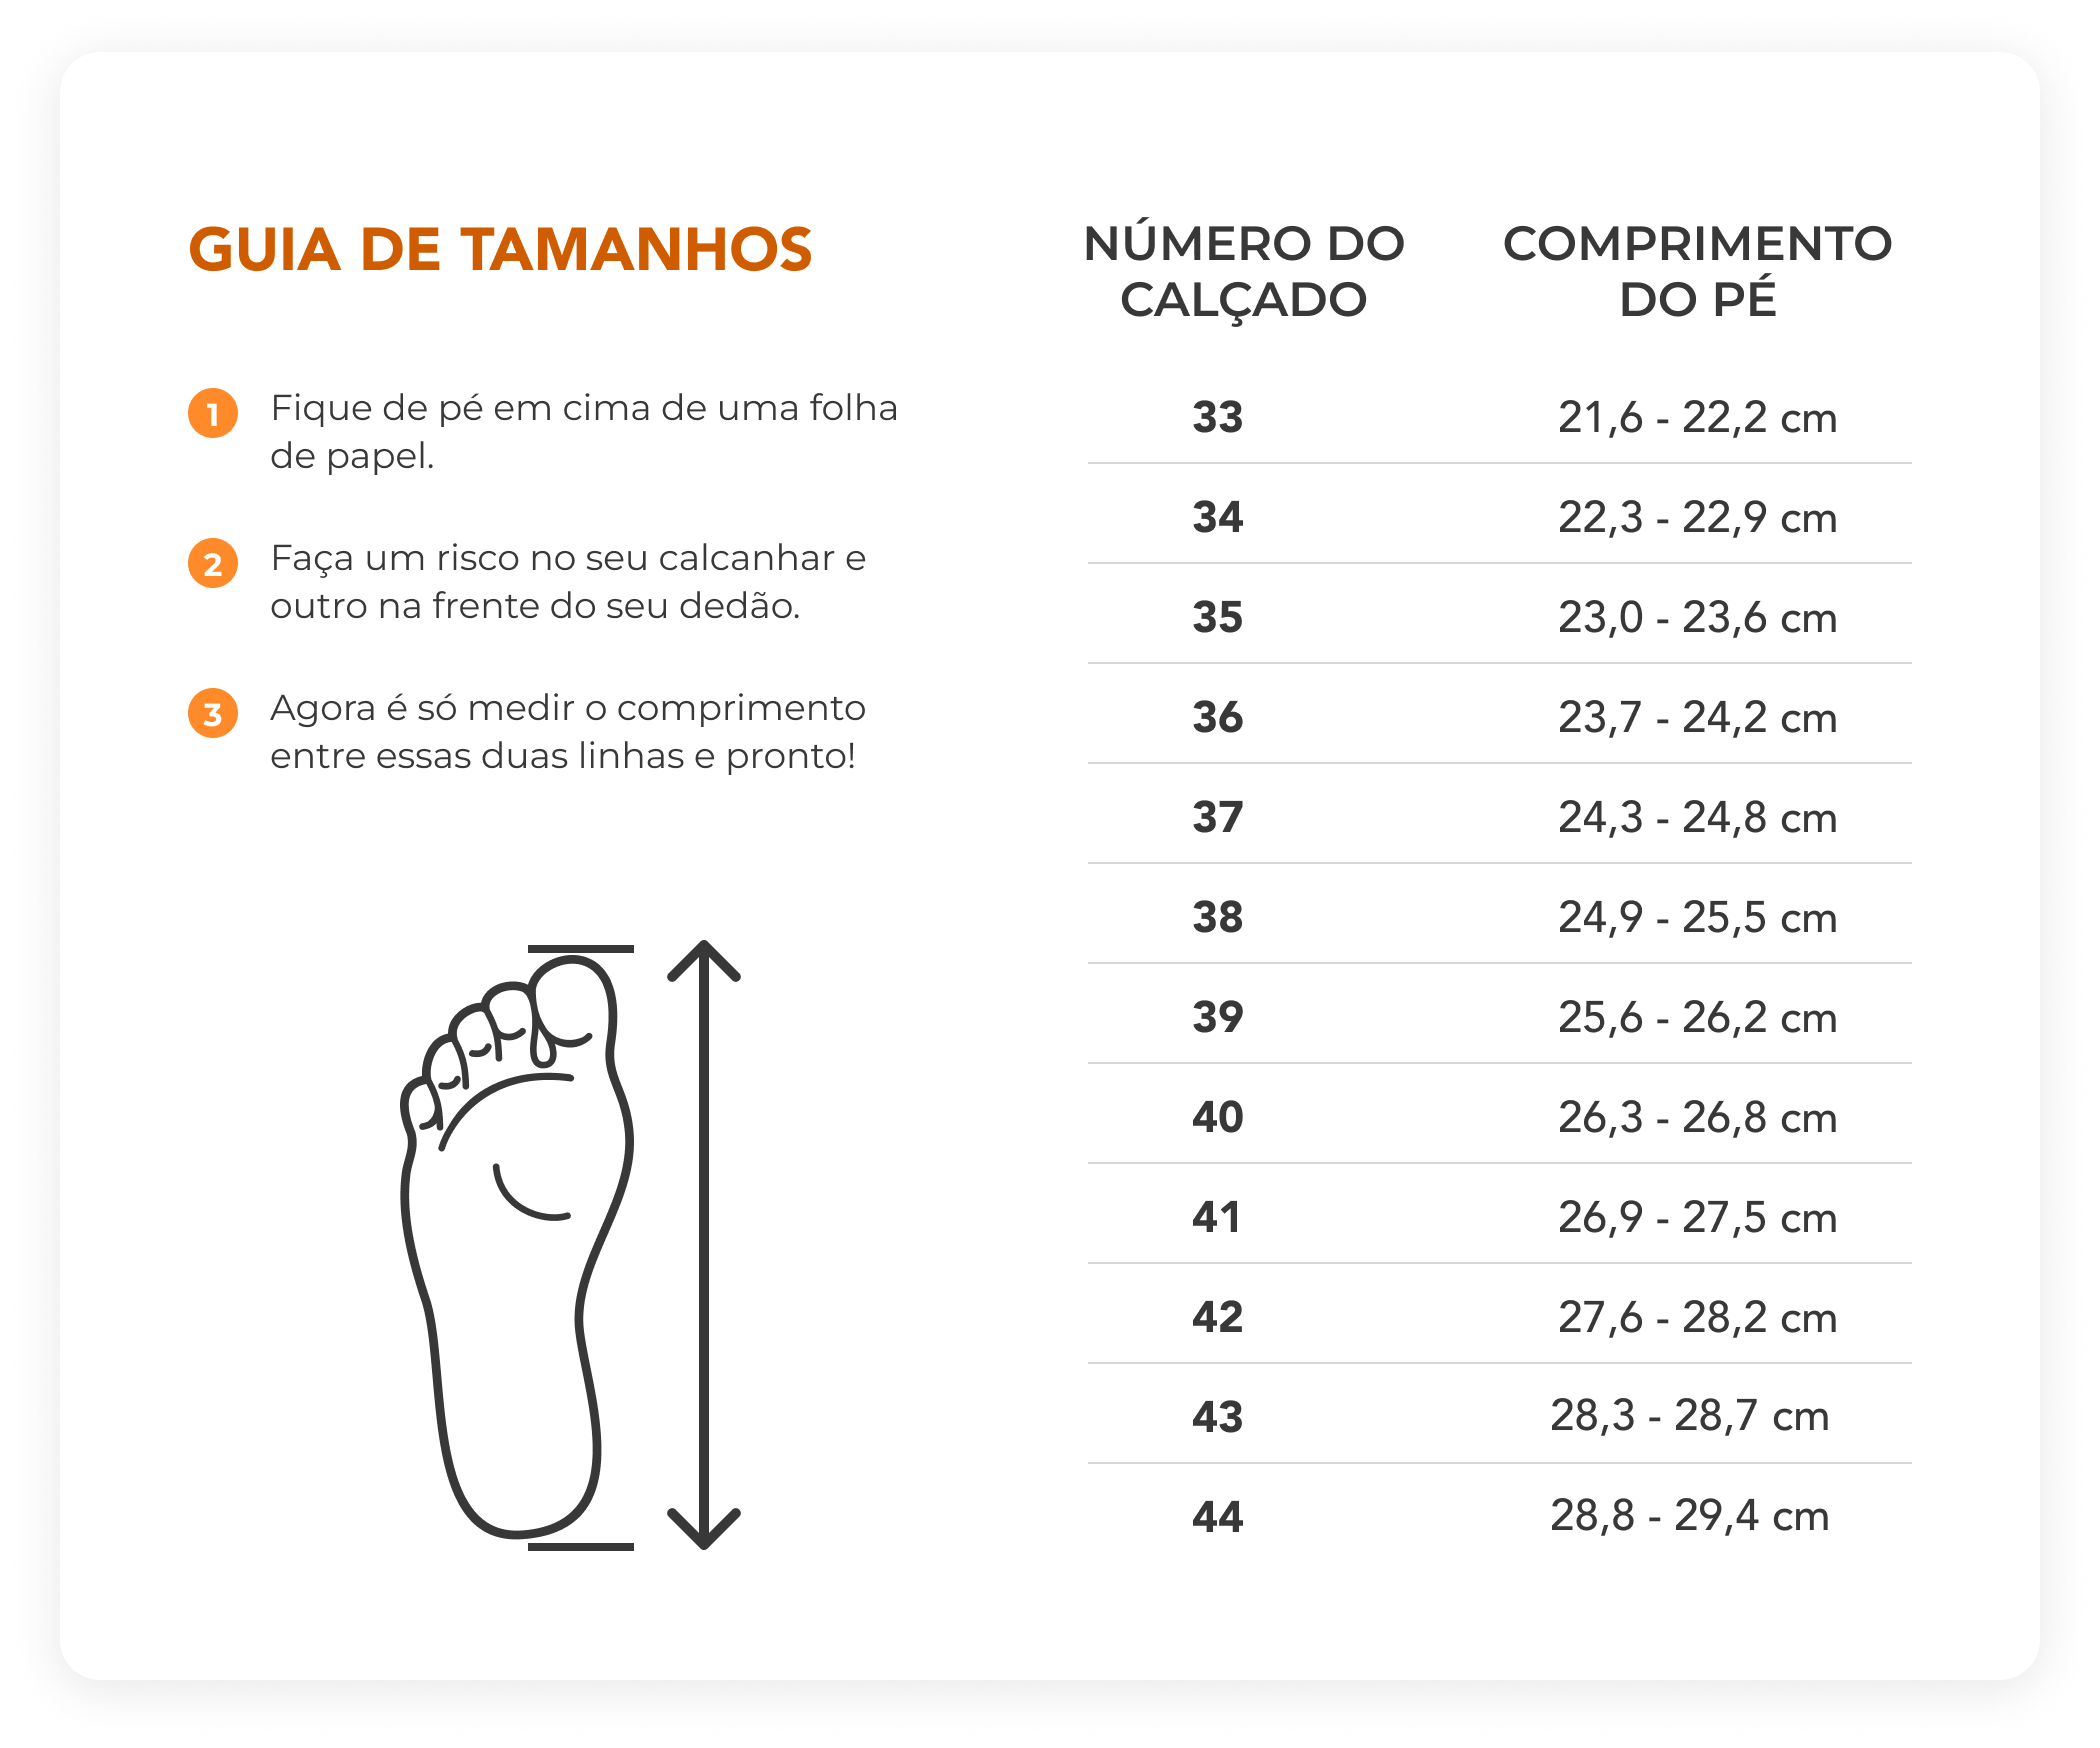 GUIA DE TAMANHOS
1 Fique de pé em cima de uma folha
de papel.
2 Faça um risco no seu calcanhar e
outro na frente do seu dedão.
3 Agora é só medir o comprimento
entre essas duas linhas e pronto!
NÚMERO DO COMPRIMENTO
CALÇADO DO PÉ
33 21,6 - 22,2 cm
34 22,3 - 22,9 cm
35 23,0 - 23,6 cm
36 23,7 - 24,2 cm
37 24,3 - 24,8 cm
38 24,9 - 25,5 cm
39 25,6 - 26,2 cm
40 26,3 - 26,8 cm
41 26,9 - 27,5 cm
42 27,6 - 28,2 cm
43 28,3 - 28,7 cm
44 28,8 - 29,4 cm